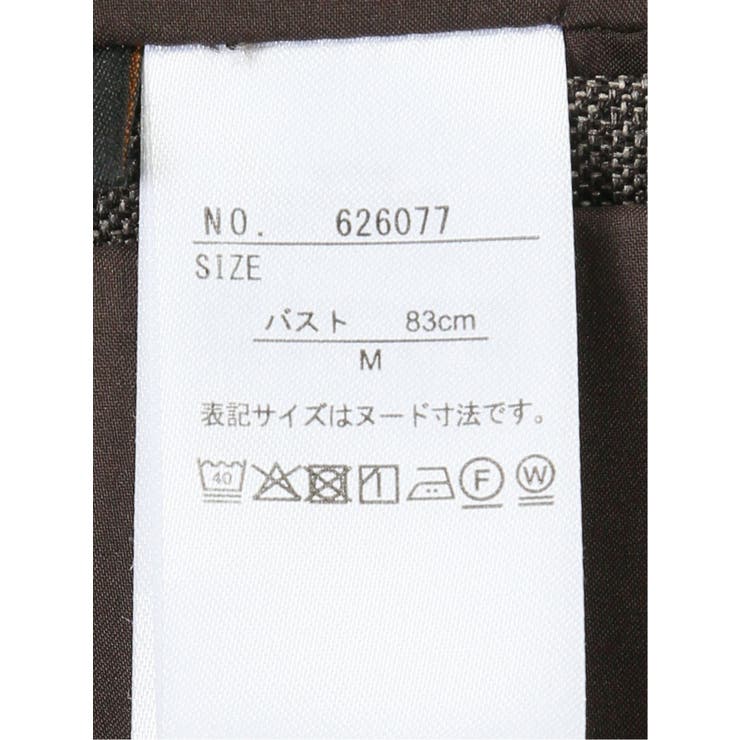 NO. 626077
SIZE
バスト 83cm
M
表記サイズはヌード寸法です。
40 F W